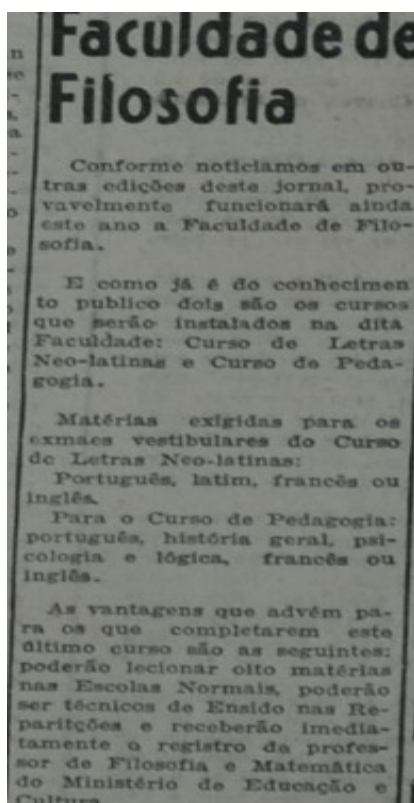 Faculdade de
Filosofia
Conforme noticiamos em ou-
tras edições deste jornal, pro-
vavelmente funcionará ainda
este ano a Faculdade de Filo-
sofia.
E como já é do conhecimen
to publico dois são os cursos
que serão instalados na dita
Faculdade: Curso de Letras
Neo-latinas e Curso de Peda-
gogia.
Matérias exigidas para os
exmaes vestibulares do Curso
de Letras Neo-latinas:
Português, latim, francês ou
inglês.
Para o Curso de Pedagogia:
português, história geral, psi-
cologia e lógica, francês ou
inglês.
As vantagens que advém pa-
ra os que completarem este
último curso são as seguintes:
poderão lecionar oito matérias
nas Escolas Normais, poderão
ser técnicos de Ensido nas Re-
paritções e receberão imedia-
tamente o registro de profes-
sor de Filosofia e Matemática
do Ministério de Educação e
Cultura